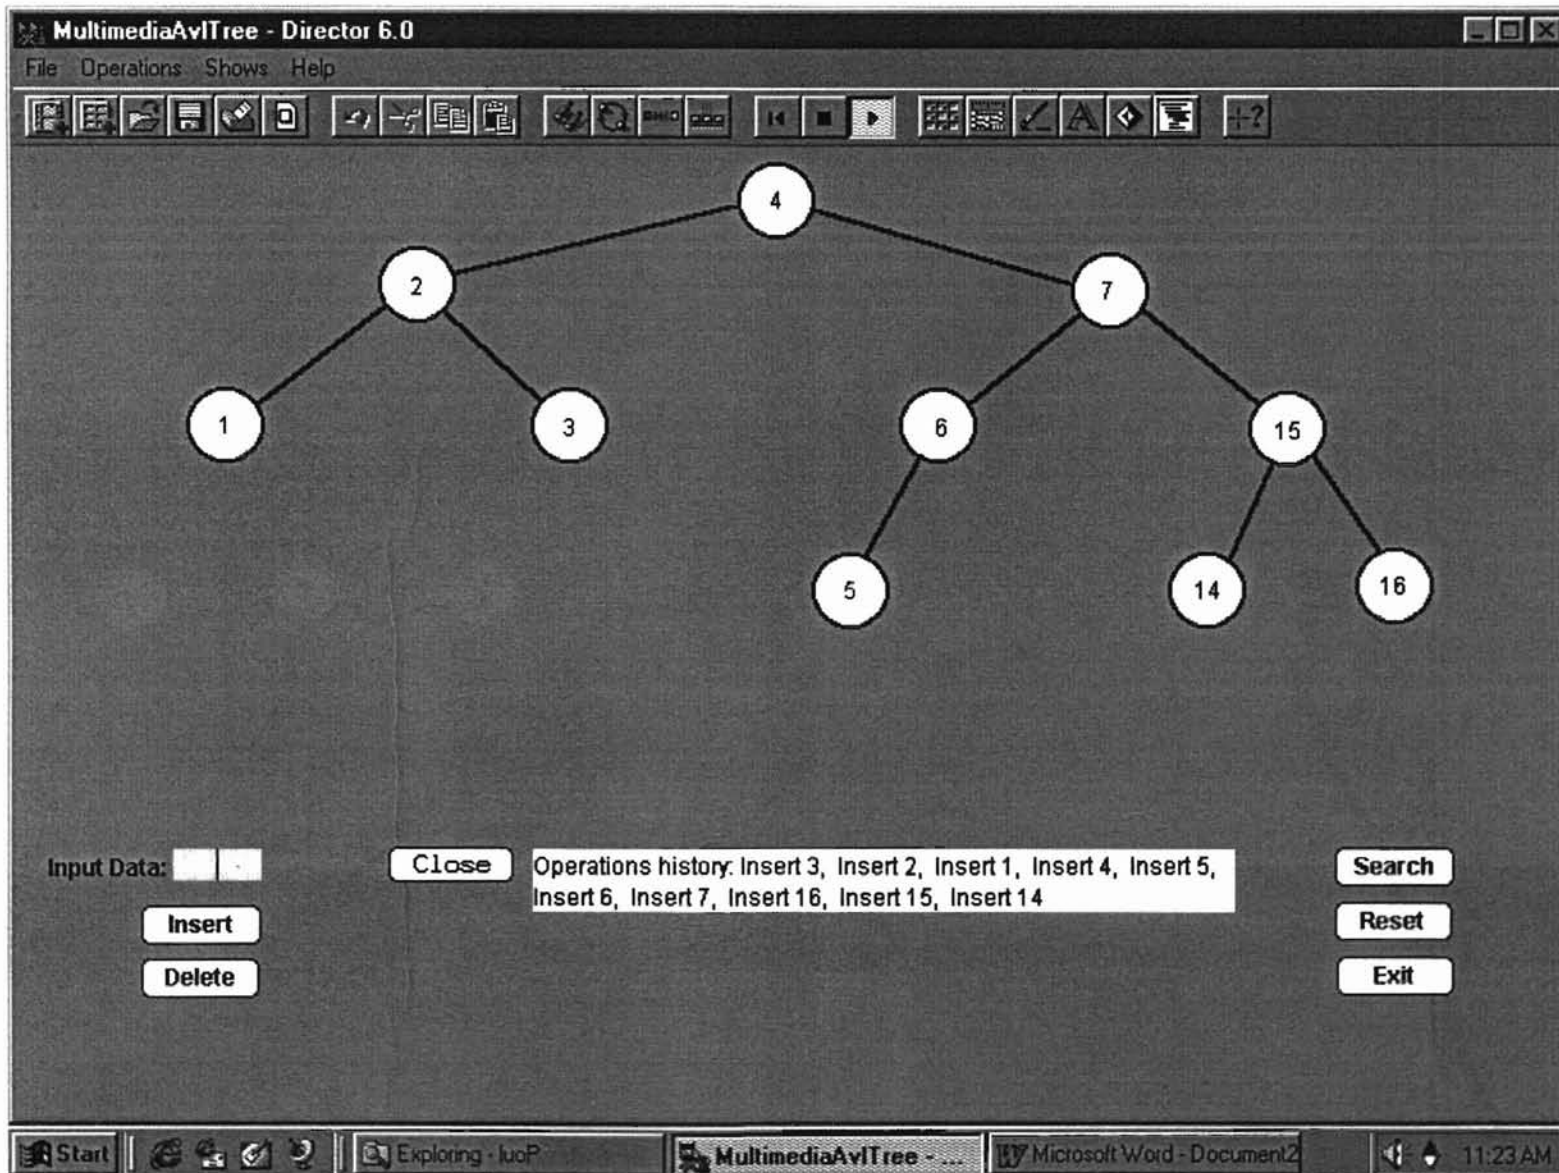 MultimediaAvlTree - Director 6.0
File Operations Shows Help
4
2
7
1
3
6
15
5
14
16
Input Data:
Close
Operations history: Insert 3, Insert 2, Insert 1, Insert 4, Insert 5,
Insert 6, Insert 7, Insert 16, Insert 15, Insert 14
Search
Insert
Reset
Delete
Exit
Start
Exploring - luoP
MultimediaAvlTree - ...
Microsoft Word - Document2
11:23 AM